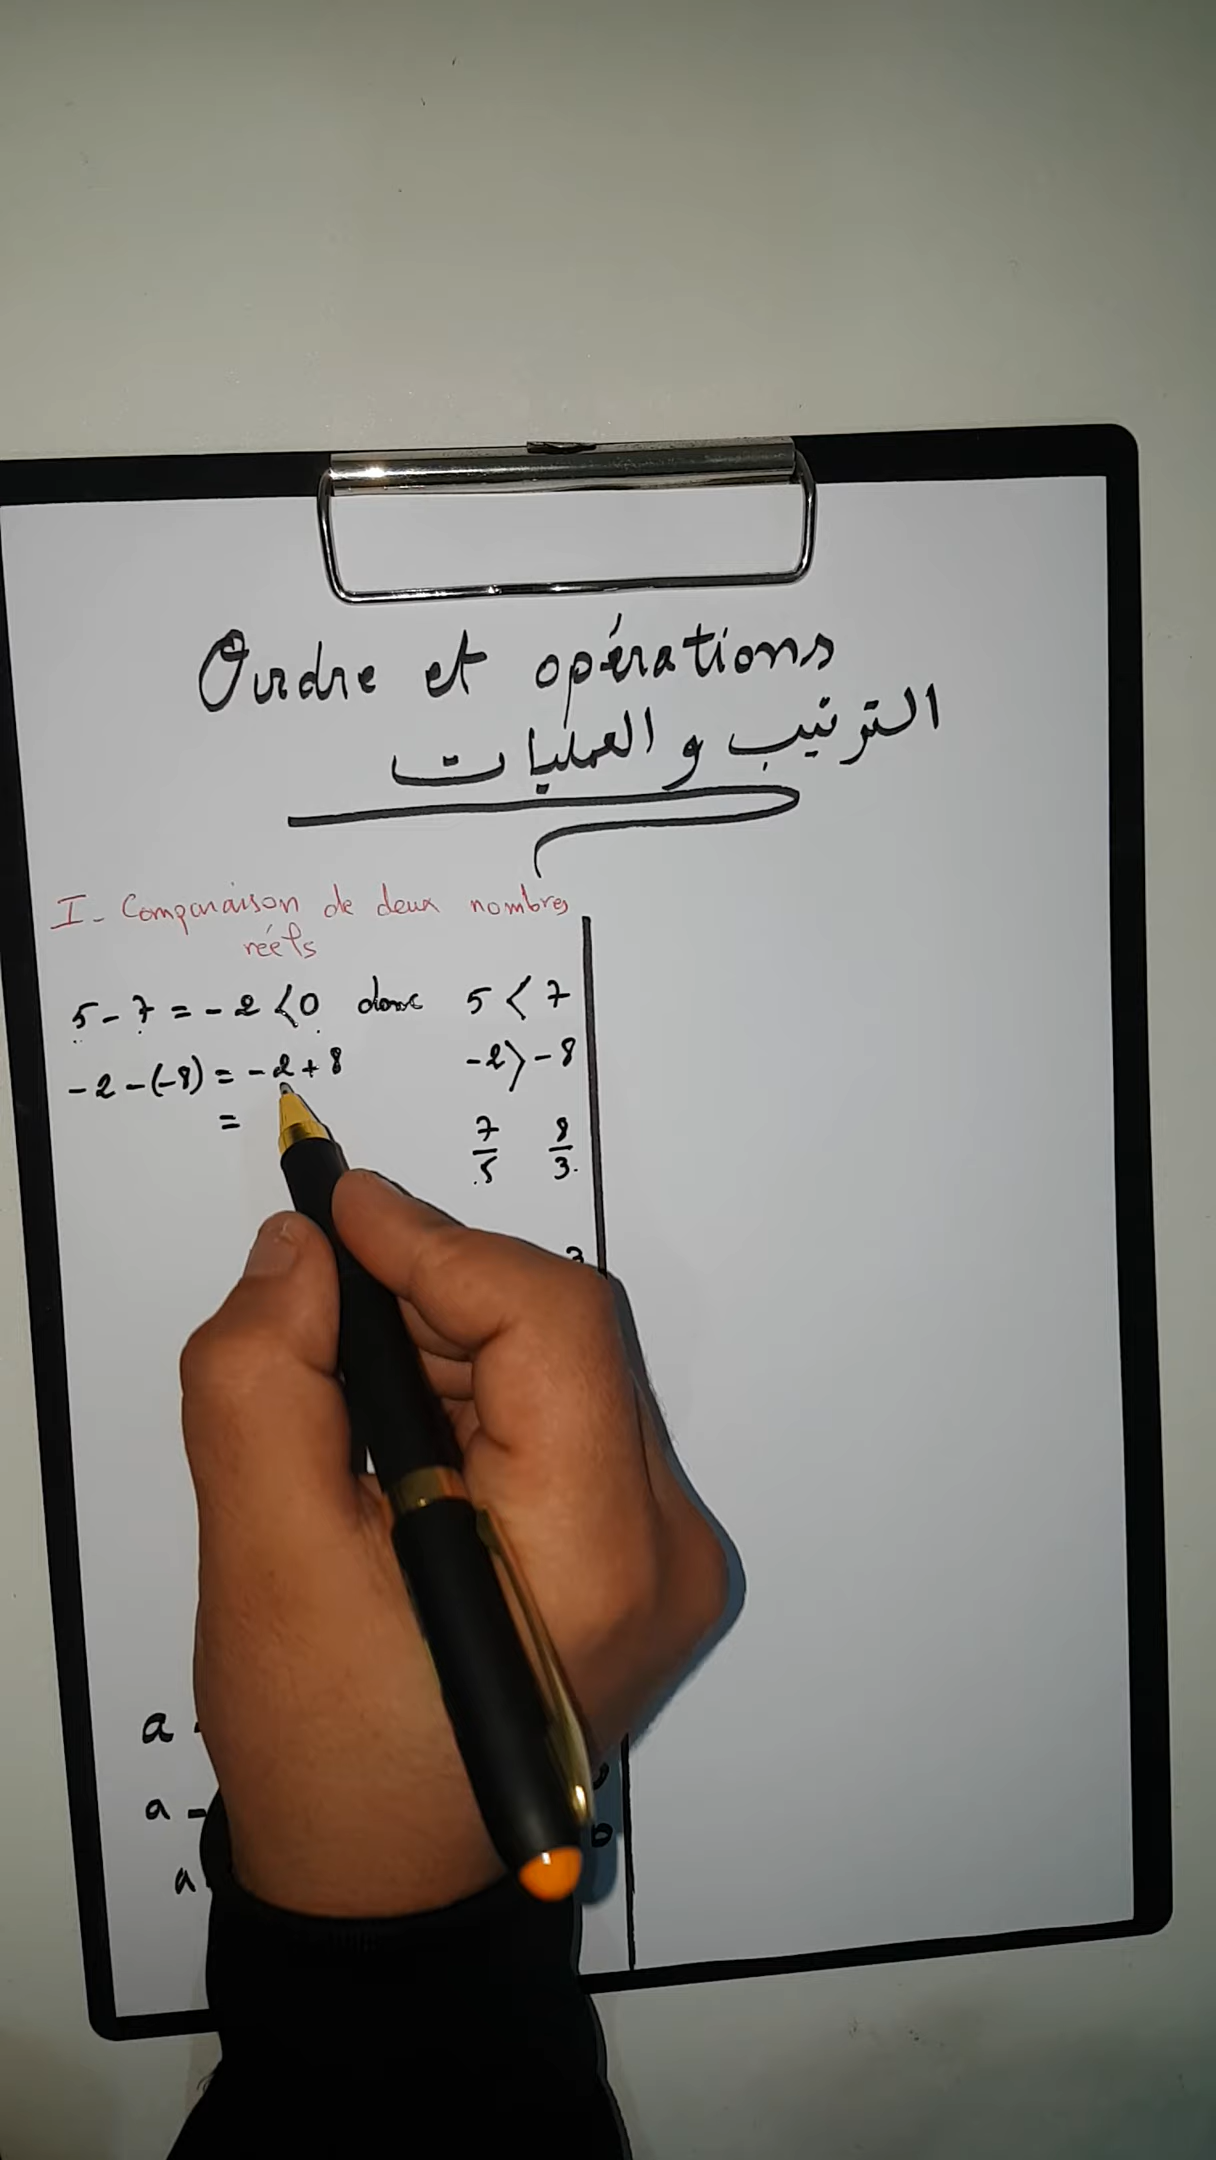 Ordre et opérations
الترتيب و العمليات
I - Comparaison de deux nombres
réels
5 - 7 = - 2 < 0 donc 5 < 7
- 2 - (-8) = - 2 + 8 -2 > - 8
=
7/5 8/3
3
a -
a -
b
a